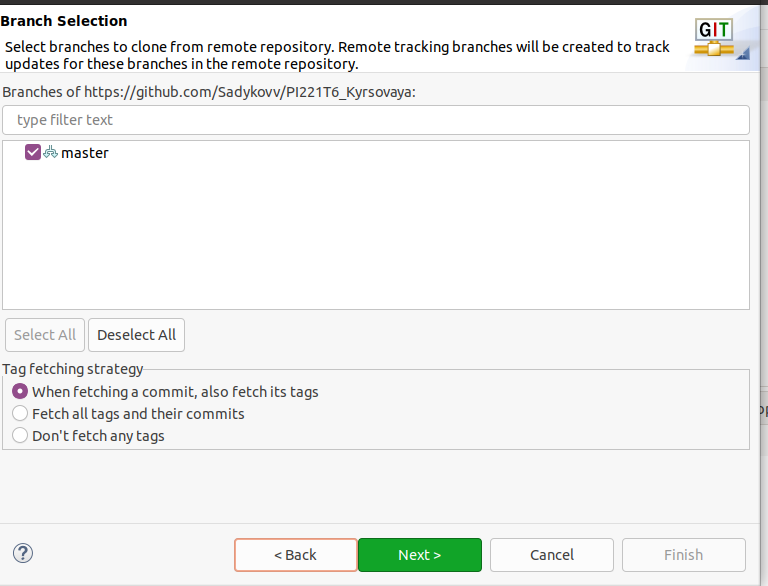 Branch Selection
GIT
Select branches to clone from remote repository. Remote tracking branches will be created to track
updates for these branches in the remote repository.
Branches of https://github.com/Sadykovv/PI221T6_Kyrsovaya:
type filter text
master
Select All
Deselect All
Tag fetching strategy
When fetching a commit, also fetch its tags
Fetch all tags and their commits
Don't fetch any tags
?
< Back
Next >
Cancel
Finish